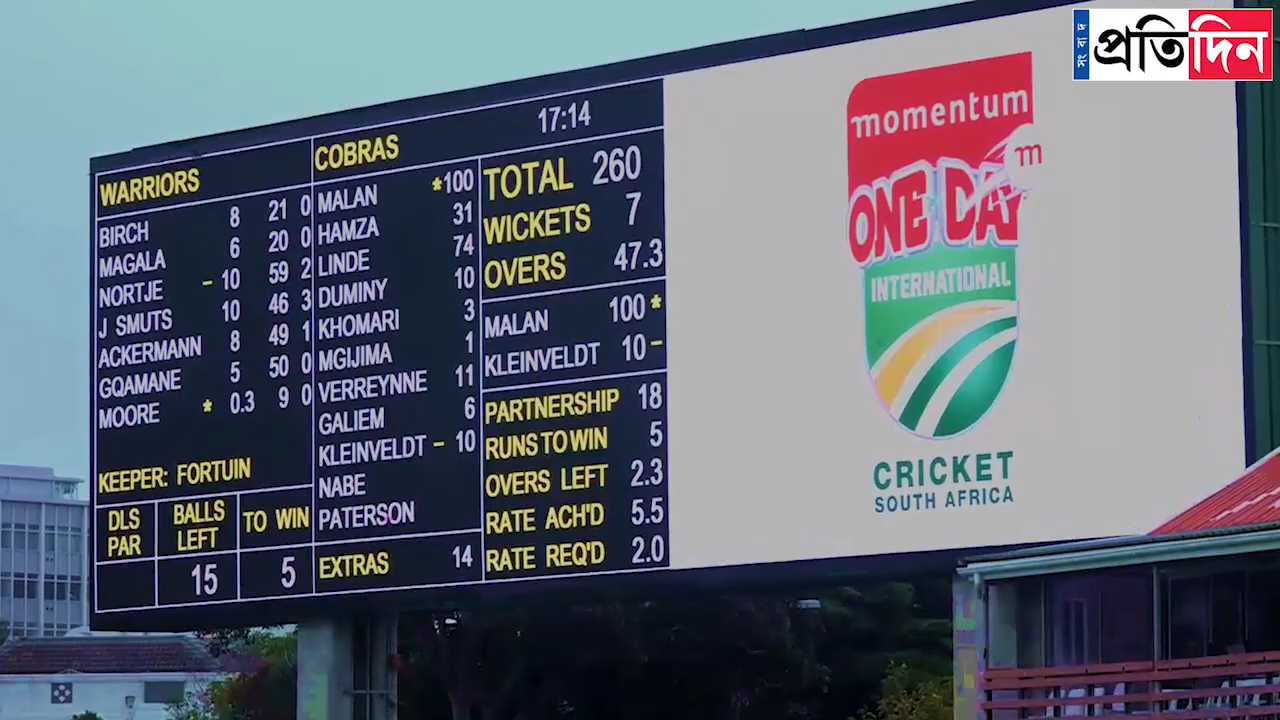 সংবাদ প্রতিদিন
17:14
WARRIORS
BIRCH 8 21 0
MAGALA 6 20 0
NORTJE - 10 59 2
J SMUTS 10 46 3
ACKERMANN 8 49 1
GQAMANE 5 50 0
MOORE * 0.3 9 0
KEEPER: FORTUIN
DLS PAR BALLS LEFT TO WIN
15 5
COBRAS
MALAN *100
HAMZA 31
LINDE 74
DUMINY 10
KHOMARI 3
MGIJIMA 1
VERREYNNE 11
GALIEM 6
KLEINVELDT - 10
NABE
PATERSON
EXTRAS 14
TOTAL 260
WICKETS 7
OVERS 47.3
MALAN 100 *
KLEINVELDT 10 -
PARTNERSHIP 18
RUNS TO WIN 5
OVERS LEFT 2.3
RATE ACH'D 5.5
RATE REQ'D 2.0
momentum
m
ONE DAY
INTERNATIONAL
CRICKET
SOUTH AFRICA